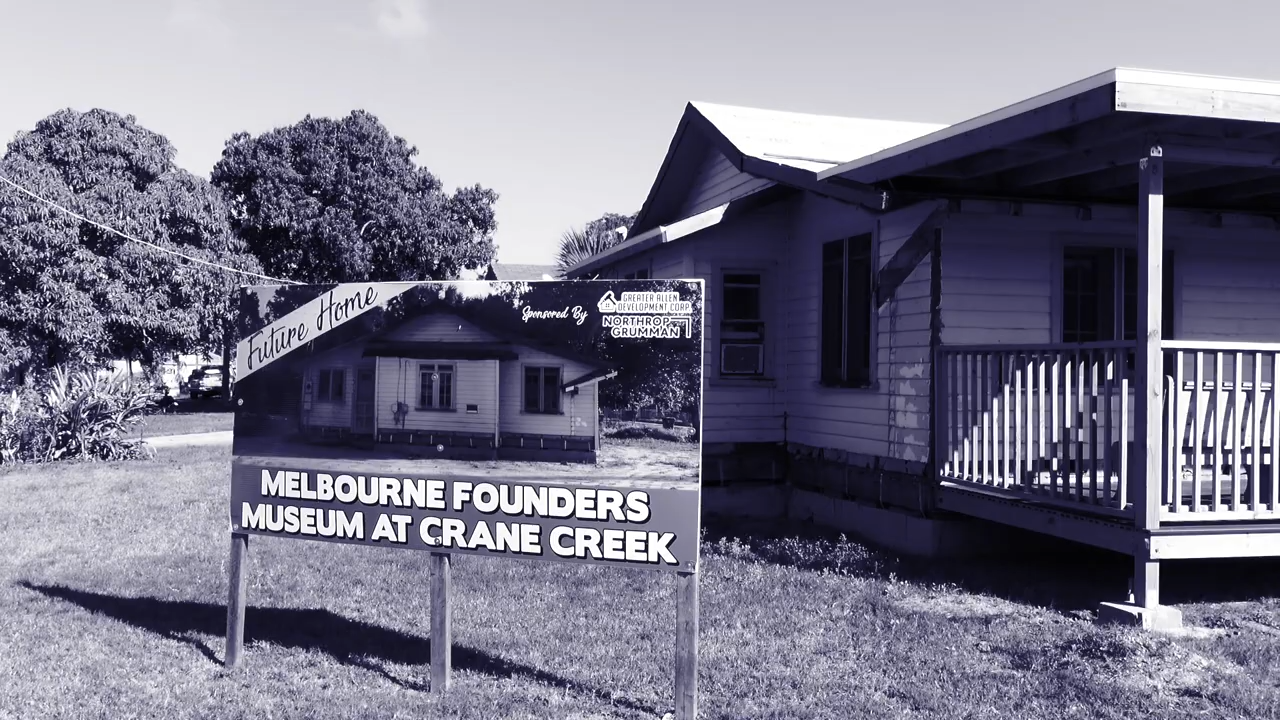 Future Home
Sponsored By
GREATER ALLEN
DEVELOPMENT CORP
NORTHROP
GRUMMAN
MELBOURNE FOUNDERS
MUSEUM AT CRANE CREEK